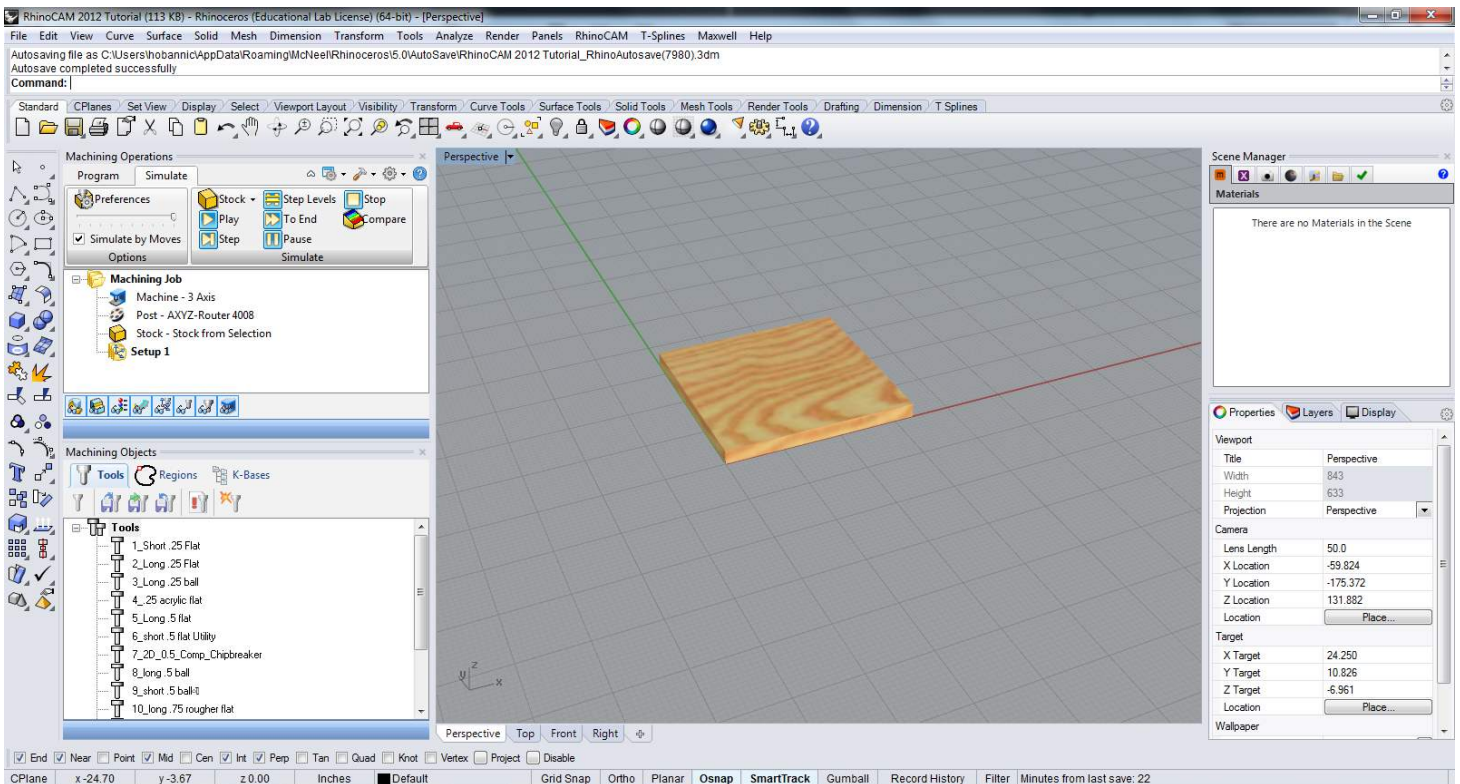 RhinoCAM 2012 Tutorial (113 KB) - Rhinoceros (Educational Lab License) (64-bit) - [Perspective]
File Edit View Curve Surface Solid Mesh Dimension Transform Tools Analyze Render Panels RhinoCAM T-Splines Maxwell Help
Autosaving file as C:\Users\hobannic\AppData\Roaming\McNeel\Rhinoceros\5.0\AutoSave\RhinoCAM 2012 Tutorial_RhinoAutosave(7980).3dm
Autosave completed successfully
Command:
Standard CPlanes Set View Display Select Viewport Layout Visibility Transform Curve Tools Surface Tools Solid Tools Mesh Tools Render Tools Drafting Dimension T Splines
Machining Operations
Program Simulate
Preferences Stock Step Levels Stop
Play To End Compare
Simulate by Moves Step Pause
Options Simulate
Machining Job
Machine - 3 Axis
Post - AXYZ-Router 4008
Stock - Stock from Selection
Setup 1
Machining Objects
Tools Regions K-Bases
Tools
1_Short .25 Flat
2_Long .25 Flat
3_Long .25 ball
4_.25 acrylic flat
5_Long .5 flat
6_short .5 flat Utility
7_2D_0.5_Comp_Chipbreaker
8_long .5 ball
9_short .5 ball
10_long .75 rougher flat
Perspective
z
y
x
Perspective Top Front Right
Scene Manager
Materials
There are no Materials in the Scene
Properties Layers Display
Viewport
Title Perspective
Width 843
Height 633
Projection Perspective
Camera
Lens Length 50.0
X Location -59.824
Y Location -175.372
Z Location 131.882
Location Place...
Target
X Target 24.250
Y Target 10.826
Z Target -6.961
Location Place...
Wallpaper
End Near Point Mid Cen Int Perp Tan Quad Knot Vertex Project Disable
CPlane x -24.70 y -3.67 z 0.00 Inches Default Grid Snap Ortho Planar Osnap SmartTrack Gumball Record History Filter Minutes from last save: 22